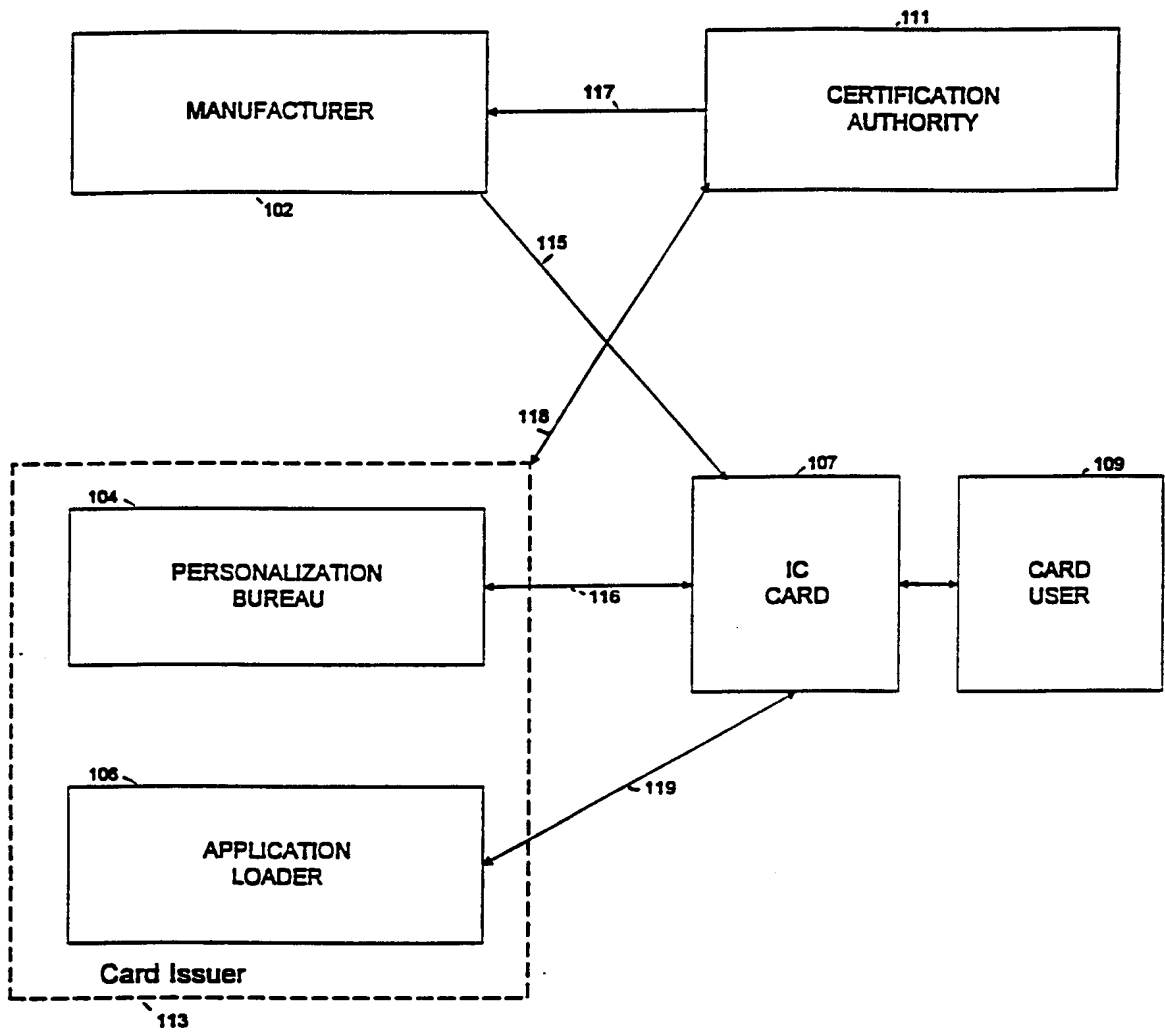 111
MANUFACTURER
117
CERTIFICATION
AUTHORITY
102
115
118
107
109
104
PERSONALIZATION
BUREAU
116
IC
CARD
CARD
USER
106
119
APPLICATION
LOADER
Card Issuer
113